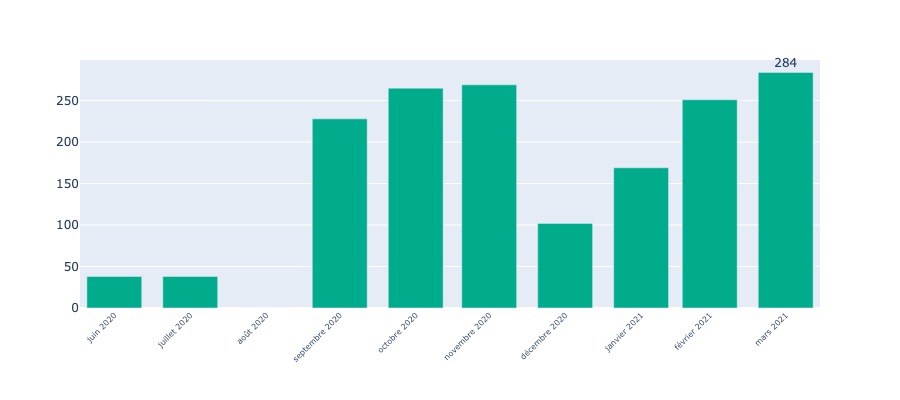 284
250
200
150
100
50
0
juin 2020
juillet 2020
août 2020
septembre 2020
octobre 2020
novembre 2020
décembre 2020
janvier 2021
février 2021
mars 2021